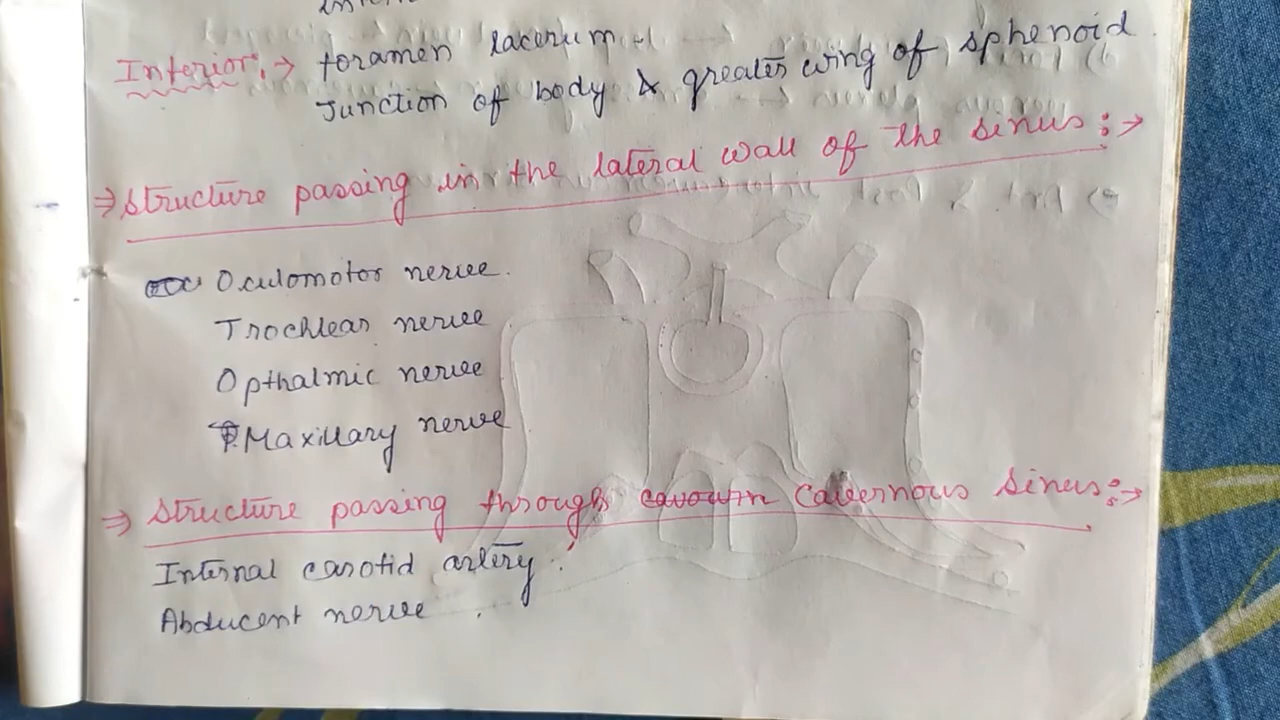 Inferior → foramen lacerum
Junction of body & greater wing of sphenoid
⇒ Structure passing in the lateral wall of the sinus :→
Oculomotor nerve.
Trochlear nerve
Opthalmic nerve
Maxillary nerve
⇒ Structure passing through cavernous sinus :→
Internal carotid artery
Abducent nerve